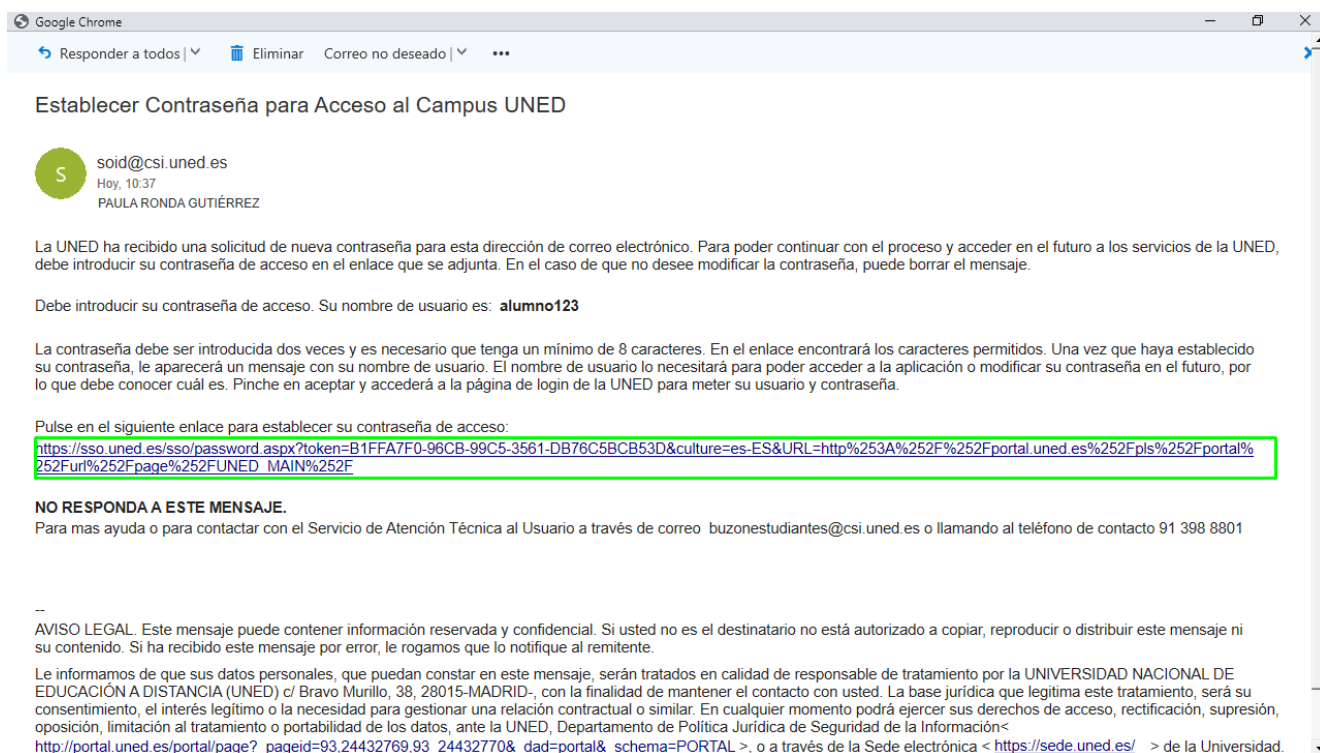 Google Chrome
Responder a todos | Eliminar Correo no deseado | •••
Establecer Contraseña para Acceso al Campus UNED
S
soid@csi.uned.es
Hoy, 10:37
PAULA RONDA GUTIÉRREZ
La UNED ha recibido una solicitud de nueva contraseña para esta dirección de correo electrónico. Para poder continuar con el proceso y acceder en el futuro a los servicios de la UNED,
debe introducir su contraseña de acceso en el enlace que se adjunta. En el caso de que no desee modificar la contraseña, puede borrar el mensaje.
Debe introducir su contraseña de acceso. Su nombre de usuario es: alumno123
La contraseña debe ser introducida dos veces y es necesario que tenga un mínimo de 8 caracteres. En el enlace encontrará los caracteres permitidos. Una vez que haya establecido
su contraseña, le aparecerá un mensaje con su nombre de usuario. El nombre de usuario lo necesitará para poder acceder a la aplicación o modificar su contraseña en el futuro, por
lo que debe conocer cuál es. Pinche en aceptar y accederá a la página de login de la UNED para meter su usuario y contraseña.
Pulse en el siguiente enlace para establecer su contraseña de acceso:
https://sso.uned.es/sso/password.aspx?token=B1FFA7F0-96CB-99C5-3561-DB76C5BCB53D&culture=es-ES&URL=http%253A%252F%252Fportal.uned.es%252Fpls%252Fportal%
252Furl%252Fpage%252FUNED_MAIN%252F
NO RESPONDA A ESTE MENSAJE.
Para mas ayuda o para contactar con el Servicio de Atención Técnica al Usuario a través de correo buzonestudiantes@csi.uned.es o llamando al teléfono de contacto 91 398 8801
--
AVISO LEGAL. Este mensaje puede contener información reservada y confidencial. Si usted no es el destinatario no está autorizado a copiar, reproducir o distribuir este mensaje ni
su contenido. Si ha recibido este mensaje por error, le rogamos que lo notifique al remitente.
Le informamos de que sus datos personales, que puedan constar en este mensaje, serán tratados en calidad de responsable de tratamiento por la UNIVERSIDAD NACIONAL DE
EDUCACIÓN A DISTANCIA (UNED) c/ Bravo Murillo, 38, 28015-MADRID-, con la finalidad de mantener el contacto con usted. La base jurídica que legitima este tratamiento, será su
consentimiento, el interés legítimo o la necesidad para gestionar una relación contractual o similar. En cualquier momento podrá ejercer sus derechos de acceso, rectificación, supresión,
oposición, limitación al tratamiento o portabilidad de los datos, ante la UNED, Departamento de Política Jurídica de Seguridad de la Información<
http://portal.uned.es/portal/page?_pageid=93,24432769,93_24432770&_dad=portal&_schema=PORTAL >, o a través de la Sede electrónica < https://sede.uned.es/ > de la Universidad.